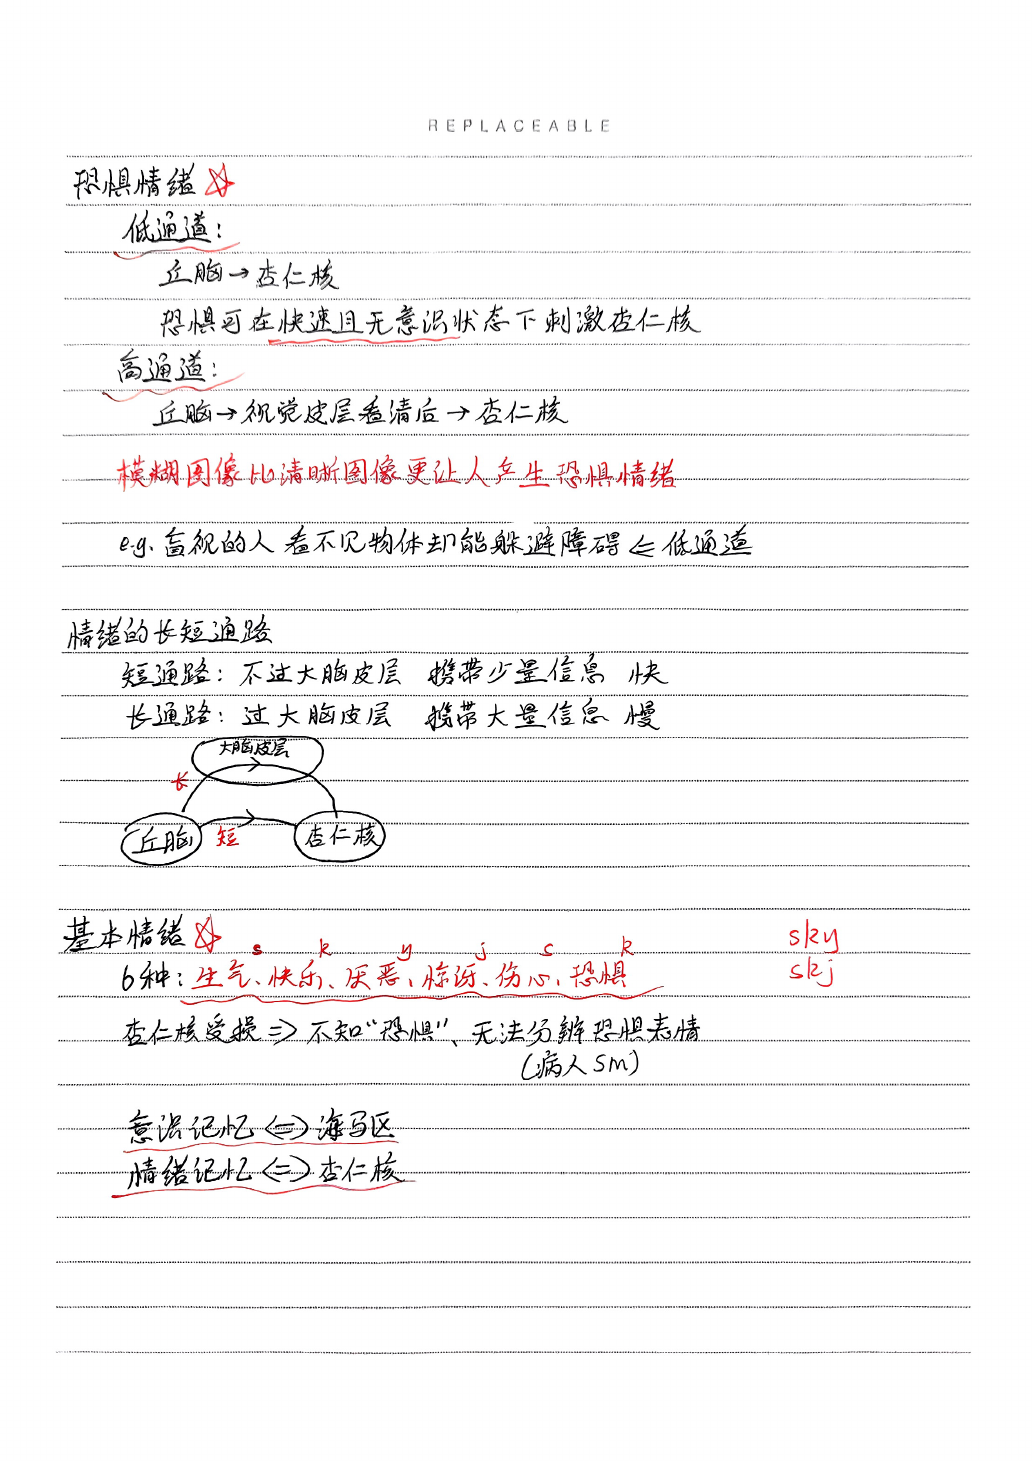 REPLACEABLE
恐惧情绪☆
低通道：
丘脑→杏仁核
恐惧可在快速且无意识状态下刺激杏仁核
高通道：
丘脑→视觉皮层看清后→杏仁核
模糊图像比清晰图像更让人产生恐惧情绪
e.g. 盲视的人看不见物体却能躲避障碍⇐低通道
情绪的长短通路
短通路：不过大脑皮层 携带少量信息 快
长通路：过大脑皮层 携带大量信息 慢
大脑皮层
长
丘脑 短 杏仁核
基本情绪☆
s k y j s k sky
6种：生气、快乐、厌恶、惊讶、伤心、恐惧 skj
杏仁核受损⇒不知“恐惧”、无法分辨恐惧表情
(病人SM)
意识记忆⇔海马区
情绪记忆⇔杏仁核